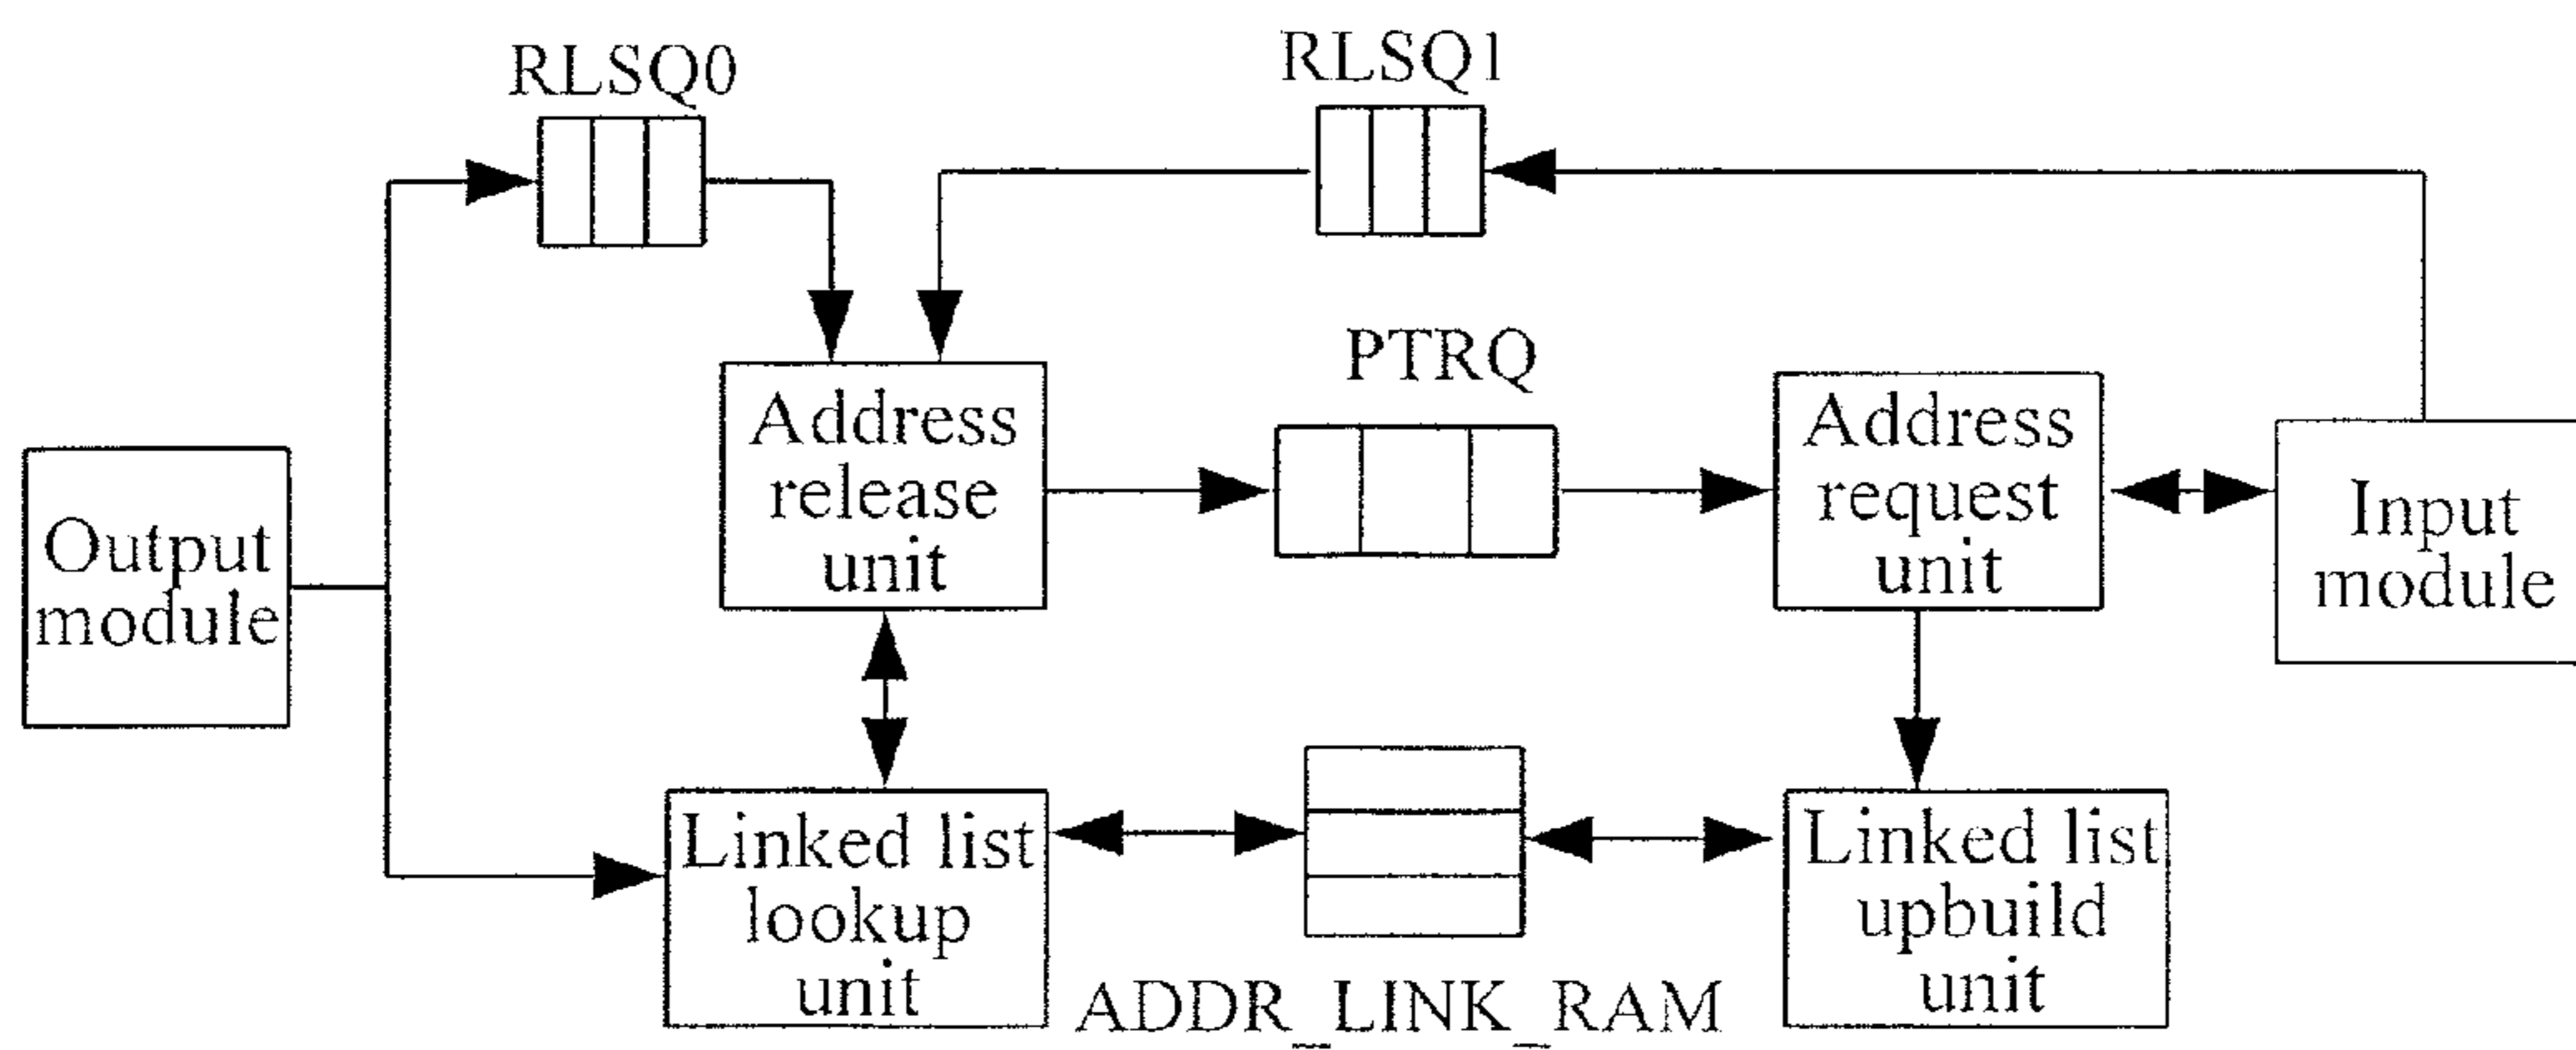 RLSQ0
RLSQ1
PTRQ
Address
release
unit
Address
request
unit
Output
module
Input
module
Linked list
lookup
unit
ADDR_LINK_RAM
Linked list
upbuild
unit